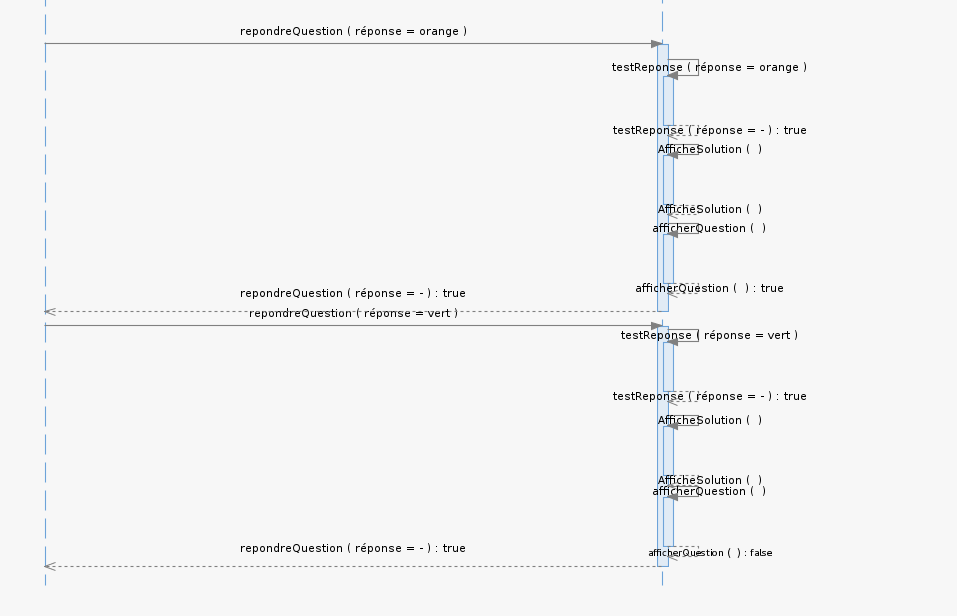 repondreQuestion ( réponse = orange )
testReponse ( réponse = orange )
testReponse ( réponse = - ) : true
AfficheSolution (  )
AfficheSolution (  )
afficherQuestion (  )
afficherQuestion (  ) : true
repondreQuestion ( réponse = - ) : true
repondreQuestion ( réponse = vert )
testReponse ( réponse = vert )
testReponse ( réponse = - ) : true
AfficheSolution (  )
AfficheSolution (  )
afficherQuestion (  )
repondreQuestion ( réponse = - ) : true
afficherQuestion (  ) : false